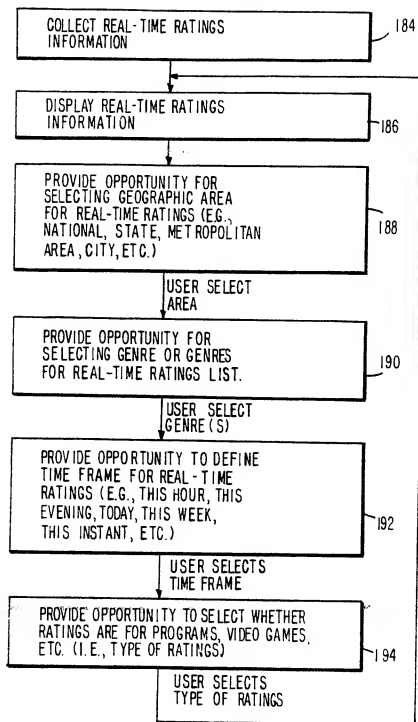 COLLECT REAL-TIME RATINGS
INFORMATION
184
DISPLAY REAL-TIME RATINGS
INFORMATION
186
PROVIDE OPPORTUNITY FOR
SELECTING GEOGRAPHIC AREA
FOR REAL-TIME RATINGS (E.G.,
NATIONAL, STATE, METROPOLITAN
AREA, CITY, ETC.)
188
USER SELECT
AREA
PROVIDE OPPORTUNITY FOR
SELECTING GENRE OR GENRES
FOR REAL-TIME RATINGS LIST.
190
USER SELECT
GENRE(S)
PROVIDE OPPORTUNITY TO DEFINE
TIME FRAME FOR REAL-TIME
RATINGS (E.G., THIS HOUR, THIS
EVENING, TODAY, THIS WEEK,
THIS INSTANT, ETC.)
192
USER SELECTS
TIME FRAME
PROVIDE OPPORTUNITY TO SELECT WHETHER
RATINGS ARE FOR PROGRAMS, VIDEO GAMES,
ETC. (I.E., TYPE OF RATINGS)
194
USER SELECTS
TYPE OF RATINGS